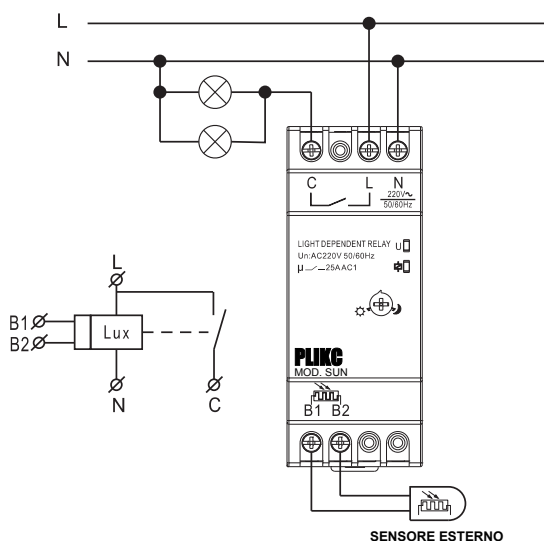 L
N
C L N
220V~
50/60Hz
LIGHT DEPENDENT RELAY U
Un:AC220V 50/60Hz
μ 25AAC1
L
B1
B2
Lux
N
C
PLIKC
MOD. SUN
B1 B2
SENSORE ESTERNO